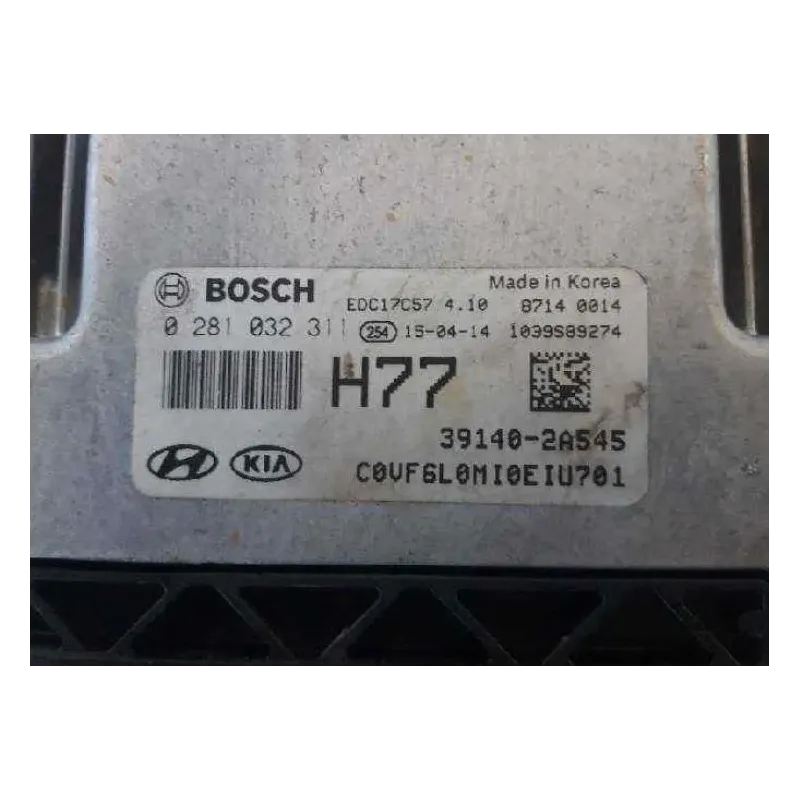 BOSCH
Made in Korea
EDC17C57 4.10 8714 0014
0 281 032 311 254 15-04-14 1039S89274
H77
39140-2A545
KIA
C0VF6L0MI0EIU701